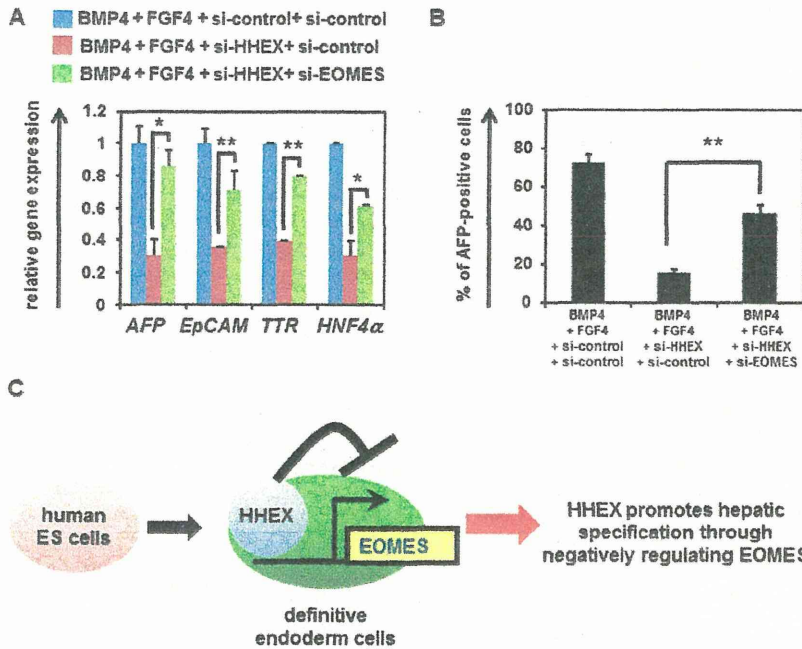 A
BMP4 + FGF4 + si-control+ si-control
BMP4 + FGF4 + si-HHEX+ si-control
BMP4 + FGF4 + si-HHEX+ si-EOMES
relative gene expression
1.2
1
0.8
0.6
0.4
0.2
0
*
**
**
*
AFP EpCAM TTR HNF4α
B
% of AFP-positive cells
100
80
60
40
20
0
**
BMP4
+ FGF4
+ si-control
+ si-control
BMP4
+ FGF4
+ si-HHEX
+ si-control
BMP4
+ FGF4
+ si-HHEX
+ si-EOMES
C
human
ES cells
HHEX
EOMES
definitive
endoderm cells
HHEX promotes hepatic
specification through
negatively regulating EOMES